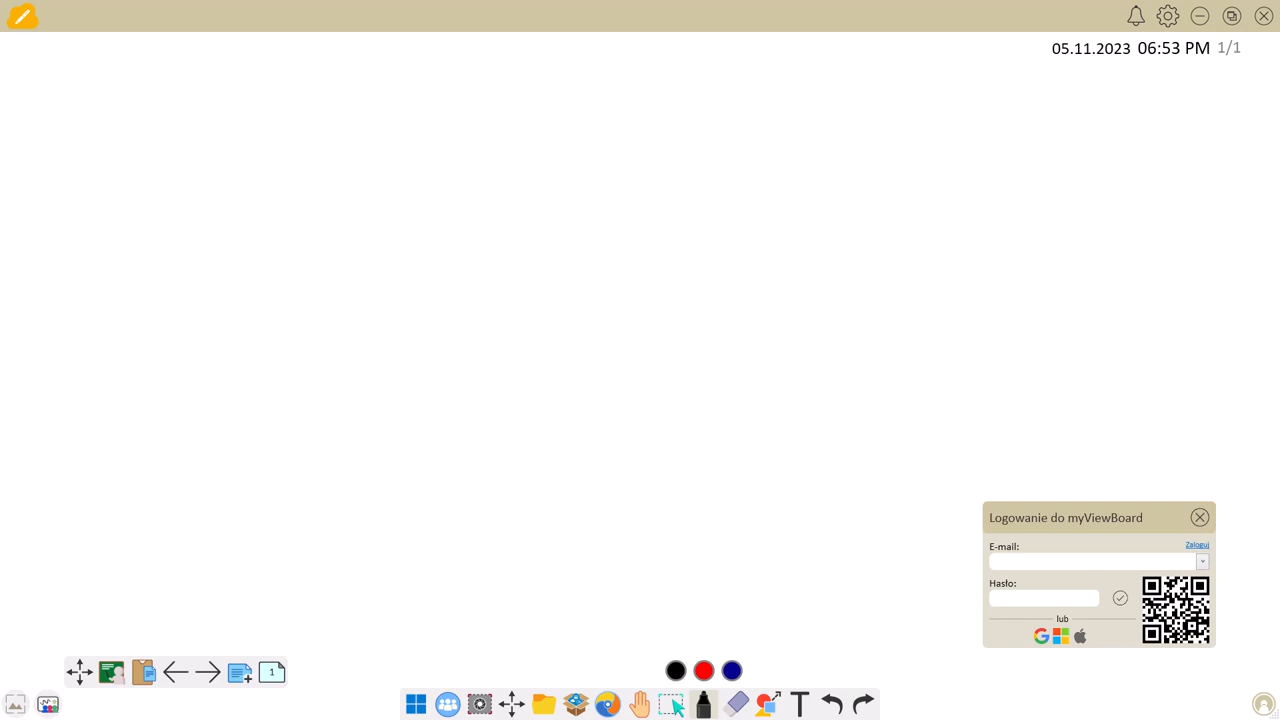 05.11.2023 06:53 PM 1/1
Logowanie do myViewBoard
E-mail:
Zaloguj
Hasło:
lub
1
T